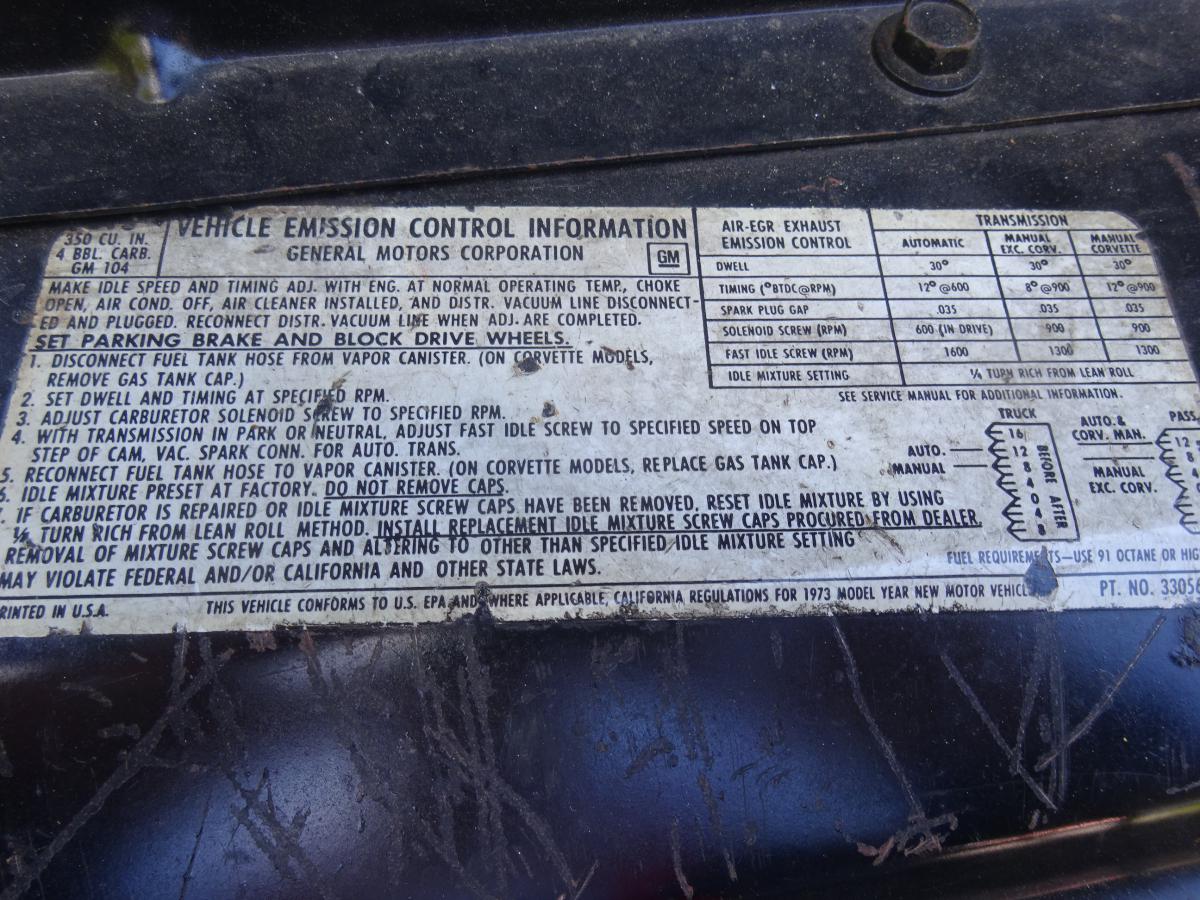 350 CU. IN.
4 BBL. CARB.
GM 104
VEHICLE EMISSION CONTROL INFORMATION
GENERAL MOTORS CORPORATION
GM
MAKE IDLE SPEED AND TIMING ADJ. WITH ENG. AT NORMAL OPERATING TEMP., CHOKE
OPEN, AIR COND. OFF, AIR CLEANER INSTALLED, AND DISTR. VACUUM LINE DISCONNECT-
ED AND PLUGGED. RECONNECT DISTR. VACUUM LINE WHEN ADJ. ARE COMPLETED.
SET PARKING BRAKE AND BLOCK DRIVE WHEELS.
1. DISCONNECT FUEL TANK HOSE FROM VAPOR CANISTER. (ON CORVETTE MODELS,
REMOVE GAS TANK CAP.)
2. SET DWELL AND TIMING AT SPECIFIED RPM.
3. ADJUST CARBURETOR SOLENOID SCREW TO SPECIFIED RPM.
4. WITH TRANSMISSION IN PARK OR NEUTRAL, ADJUST FAST IDLE SCREW TO SPECIFIED SPEED ON TOP
STEP OF CAM, VAC. SPARK CONN. FOR AUTO. TRANS.
5. RECONNECT FUEL TANK HOSE TO VAPOR CANISTER. (ON CORVETTE MODELS, REPLACE GAS TANK CAP.)
6. IDLE MIXTURE PRESET AT FACTORY. DO NOT REMOVE CAPS.
IF CARBURETOR IS REPAIRED OR IDLE MIXTURE SCREW CAPS HAVE BEEN REMOVED, RESET IDLE MIXTURE BY USING
TURN RICH FROM LEAN ROLL METHOD. INSTALL REPLACEMENT IDLE MIXTURE SCREW CAPS PROCURED FROM DEALER.
REMOVAL OF MIXTURE SCREW CAPS AND ALTERING TO OTHER THAN SPECIFIED IDLE MIXTURE SETTING
MAY VIOLATE FEDERAL AND/OR CALIFORNIA AND OTHER STATE LAWS.
AIR-EGR EXHAUST
EMISSION CONTROL
TRANSMISSION
AUTOMATIC
MANUAL
EXC. CORV.
MANUAL
CORVETTE
DWELL 30° 30° 30°
TIMING (°BTDC@RPM) 12° @600 8° @900 12° @900
SPARK PLUG GAP .035 .035 .035
SOLENOID SCREW (RPM) 600 (IN DRIVE) 900 900
FAST IDLE SCREW (RPM) 1600 1300 1300
IDLE MIXTURE SETTING ¼ TURN RICH FROM LEAN ROLL
SEE SERVICE MANUAL FOR ADDITIONAL INFORMATION.
TRUCK
AUTO.
MANUAL
16
12
8
4
0
4
8
BEFORE AFTER
AUTO. &
CORV. MAN.
MANUAL
EXC. CORV.
PASS
12
8
FUEL REQUIREMENTS—USE 91 OCTANE OR
PRINTED IN U.S.A.
THIS VEHICLE CONFORMS TO U.S. EPA AND WHERE APPLICABLE, CALIFORNIA REGULATIONS FOR 1973 MODEL YEAR NEW MOTOR
PT. NO. 3305